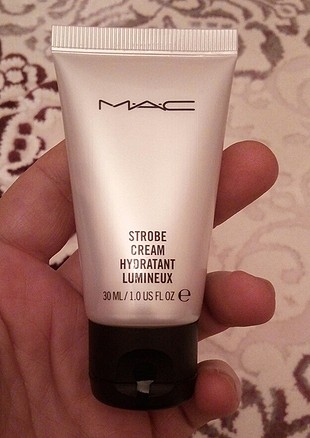 M·A·C
STROBE
CREAM
HYDRATANT
LUMINEUX
30 ML/1.0 US FL OZ ℮